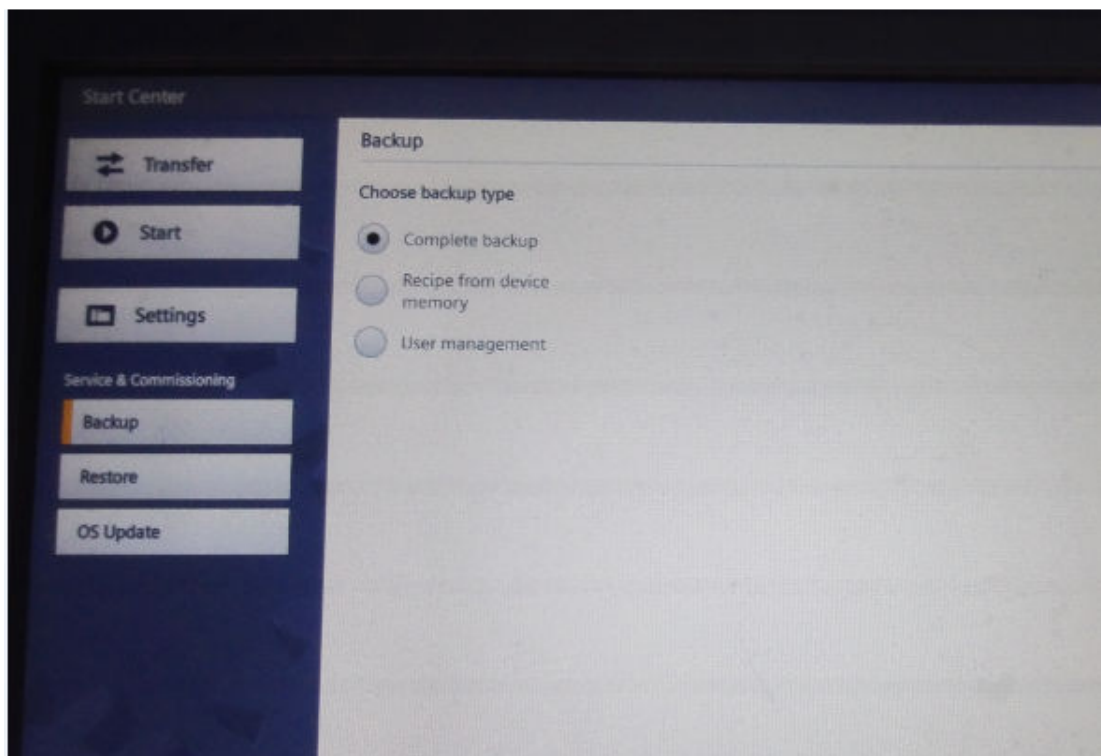 Start Center
Transfer
Start
Settings
Service & Commissioning
Backup
Restore
OS Update
Backup
Choose backup type
Complete backup
Recipe from device
memory
User management